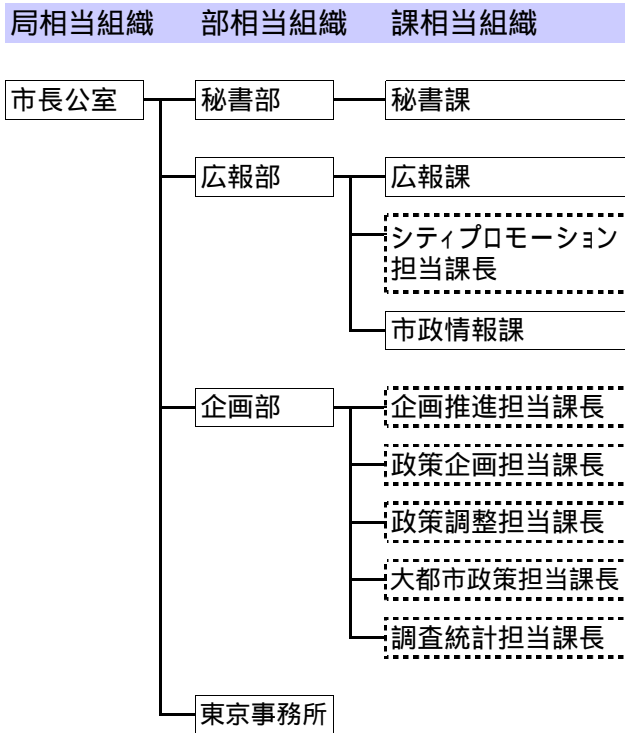 局相当組織 部相当組織 課相当組織
市長公室 秘書部 秘書課
広報部 広報課
シティプロモーション
担当課長
市政情報課
企画部 企画推進担当課長
政策企画担当課長
政策調整担当課長
大都市政策担当課長
調査統計担当課長
東京事務所